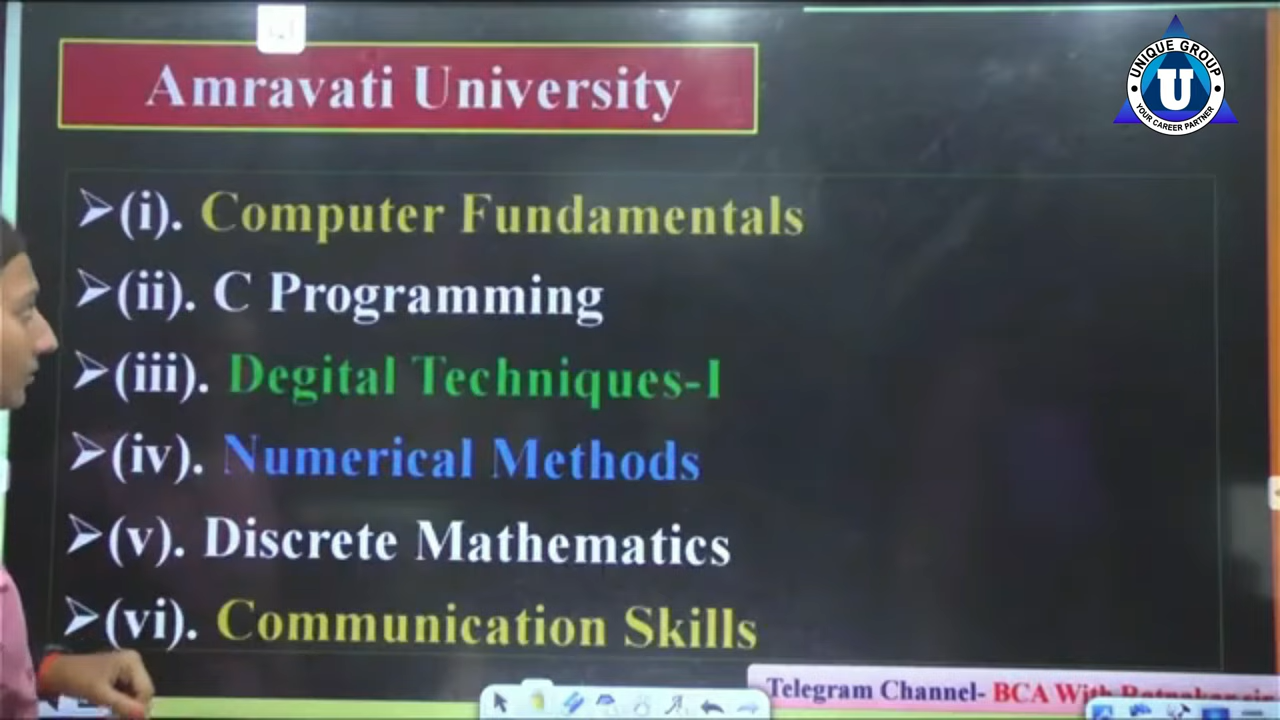 Amravati University
UNIQUE GROUP
U
YOUR CAREER PARTNER
➢(i). Computer Fundamentals
➢(ii). C Programming
➢(iii). Degital Techniques-I
➢(iv). Numerical Methods
➢(v). Discrete Mathematics
➢(vi). Communication Skills
Telegram Channel- BCA With